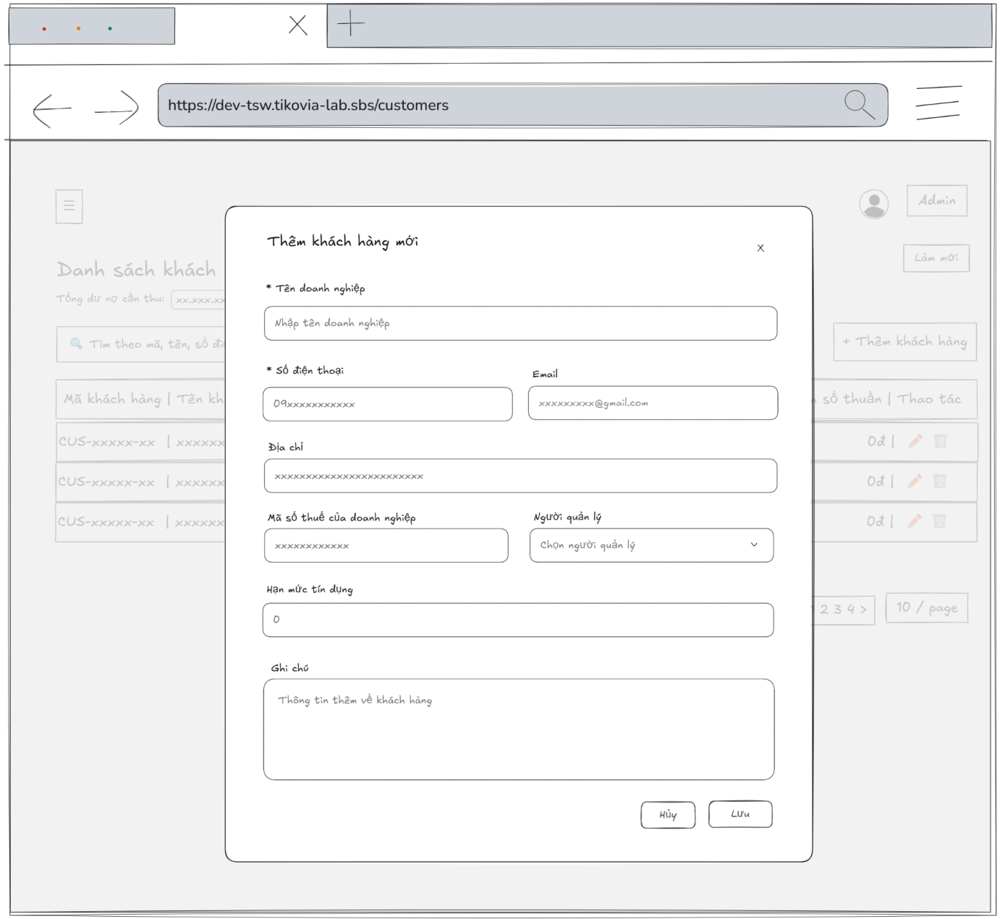 https://dev-tsw.tikovia-lab.sbs/customers
Admin
Thêm khách hàng mới
x
Làm mới
Danh sách khách
Tổng dư nợ cần thu: xx.xxx.xx
* Tên doanh nghiệp
Nhập tên doanh nghiệp
Tìm theo mã, tên, số đi
+ Thêm khách hàng
* Số điện thoại
Email
09xxxxxxxxxxx
xxxxxxxxx@gmail.com
Mã khách hàng | Tên kh
số thuần | Thao tác
CUS-xxxxx-xx | xxxxxx
0đ |
Địa chỉ
xxxxxxxxxxxxxxxxxxxxxxxx
CUS-xxxxx-xx | xxxxxx
0đ |
Mã số thuế của doanh nghiệp
Người quản lý
CUS-xxxxx-xx | xxxxxx
0đ |
xxxxxxxxxxxx
Chọn người quản lý
Hạn mức tín dụng
0
1 2 3 4 >
10 / page
Ghi chú
Thông tin thêm về khách hàng
Hủy
Lưu